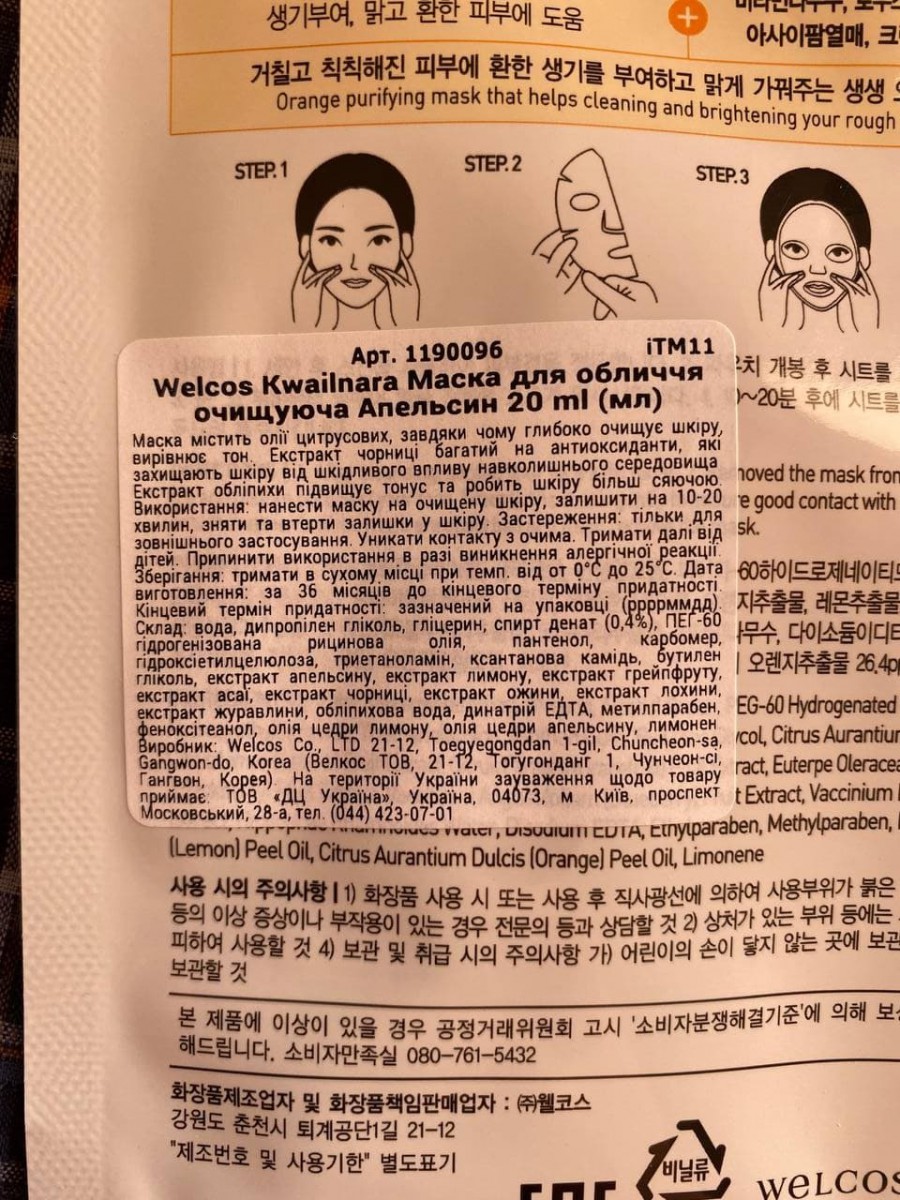 생기부여, 맑고 환한 피부에 도움
아사이팜열매,
거칠고 칙칙해진 피부에 환한 생기를 부여하고 맑게 가꿔주는 생생
Orange purifying mask that helps cleaning and brightening your rough
STEP.1
STEP.2
STEP.3
Арт. 1190096 iTM11
Welcos Kwailnara Маска для обличчя
очищуюча Апельсин 20 ml (мл)
Маска містить олії цитрусових, завдяки чому глибоко очищує шкіру,
вирівнює тон. Екстракт чорниці багатий на антиоксиданти, які
захищають шкіру від шкідливого впливу навколишнього середовища
Екстракт обліпихи підвищує тонус та робить шкіру більш сяючою.
Використання: нанести маску на очищену шкіру, залишити на 10-20
хвилин, зняти та втерти залишки у шкіру. Застереження: тільки для
зовнішнього застосування. Уникати контакту з очима. Тримати далі від
дітей. Припинити використання в разі виникнення алергічної реакції.
Зберігання: тримати в сухому місці при темп. від от 0°C до 25°C. Дата
виготовлення: за 36 місяців до кінцевого терміну придатності.
Кінцевий термін придатності: зазначний на упаковці (ррррммдд).
Склад: вода, дипропілен гліколь, гліцерин, спирт денат (0,4%), ПЕГ-60
гідрогенізована рицинова олія, пантенол, карбомер,
гідроксіетилцелюлоза, триетаноламін, ксантанова камідь, бутилен
гліколь, екстракт апельсину, екстракт лимону, екстракт грейпфруту,
екстракт асаї, екстракт чорниці, екстракт ожини, екстракт лохини,
екстракт журавлини, обліпихова вода, динатрій ЕДТА, метилпарабен,
феноксіетанол, олія цедри лимону, олія цедри апельсину, лимонен
Виробник: Welcos Co., LTD 21-12, Toegyegongdan 1-gil, Chuncheon-sa,
Gangwon-do, Korea (Велкос ТОВ, 21-12, Тогугонданг 1, Чунчеон-сі,
Гангвон, Корея). На території України зауваження щодо товару
приймає: ТОВ «ДЦ Україна», Україна, 04073, м Київ, проспект
Московський, 28-а, тел. (044) 423-07-01
개봉 후 시트를
~20분 후에 시트를
the mask from
good contact with
60하이드로제네이티드
지추출물, 레몬추출물
다이소듐이디티
오렌지추출물
EG-60 Hydrogenated
Citrus Aurantium
Euterpe Oleracea
Extract, Vaccinium
Water, Disodium EDTA, Ethylparaben, Methylparaben,
(Lemon) Peel Oil, Citrus Aurantium Dulcis (Orange) Peel Oil, Limonene
사용 시의 주의사항 | 1) 화장품 사용 시 또는 사용 후 직사광선에 의하여 사용부위가 붉은
등의 이상 증상이나 부작용이 있는 경우 전문의 등과 상담할 것 2) 상처가 있는 부위 등에는
피하여 사용할 것 4) 보관 및 취급 시의 주의사항 가) 어린이의 손이 닿지 않는 곳에 보관
보관할 것
본 제품에 이상이 있을 경우 공정거래위원회 고시 '소비자분쟁해결기준'에 의해
해드립니다. 소비자만족실 080-761-5432
화장품제조업자 및 화장품책임판매업자 : ㈜웰코스
강원도 춘천시 퇴계공단1길 21-12
"제조번호 및 사용기한" 별도표기
비닐류
WELCOS